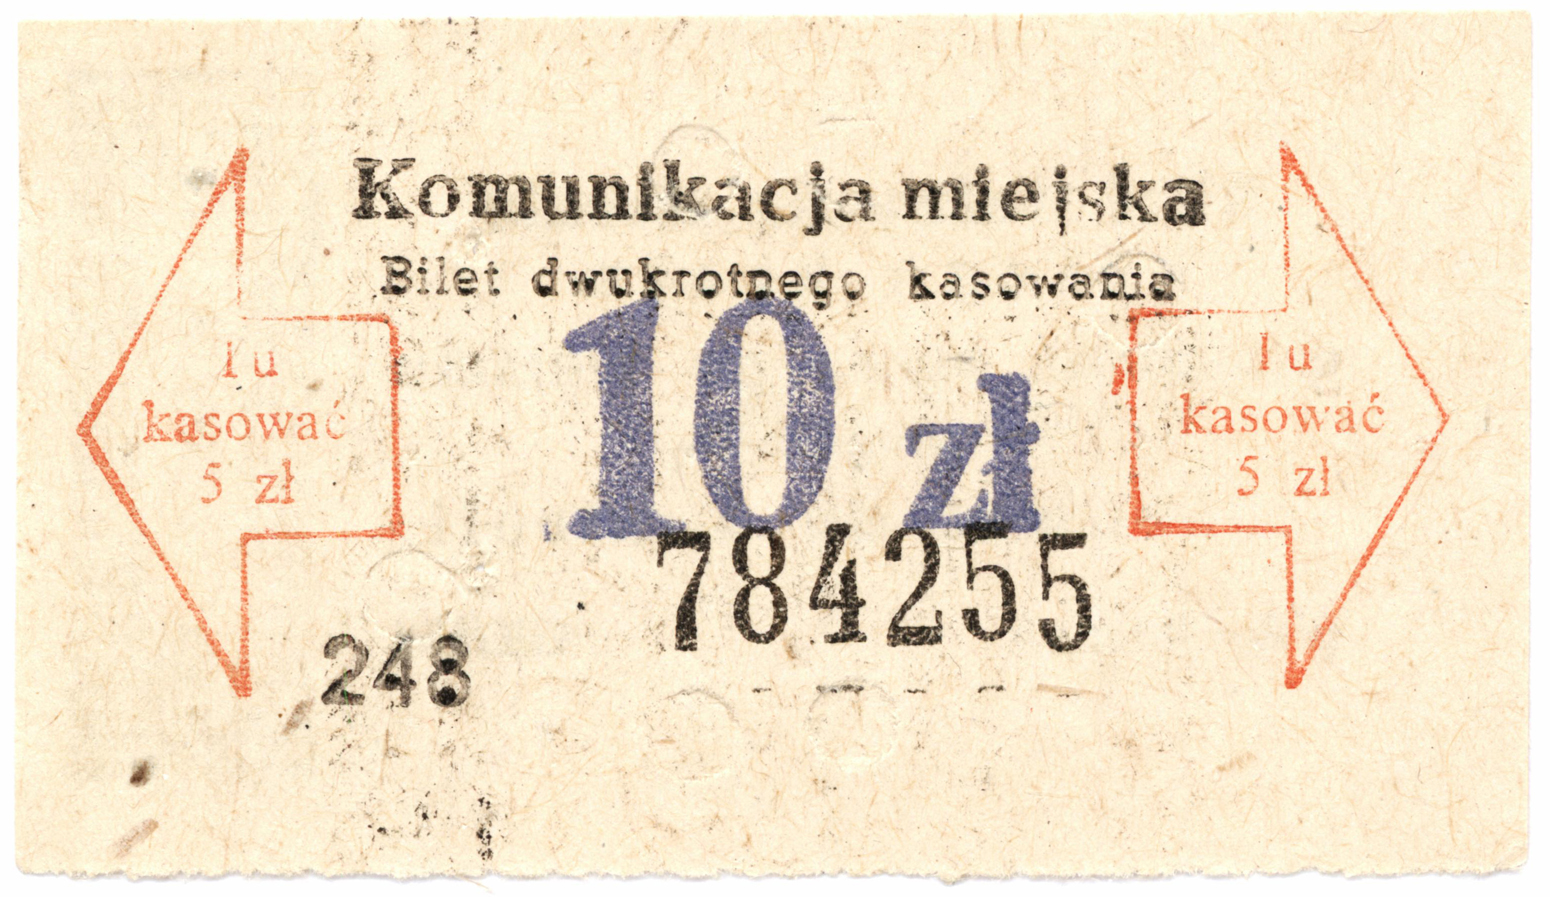 Komunikacja miejska
Bilet dwukrotnego kasowania
Tu
kasować
5 zł
10 zł
Tu
kasować
5 zł
784255
248